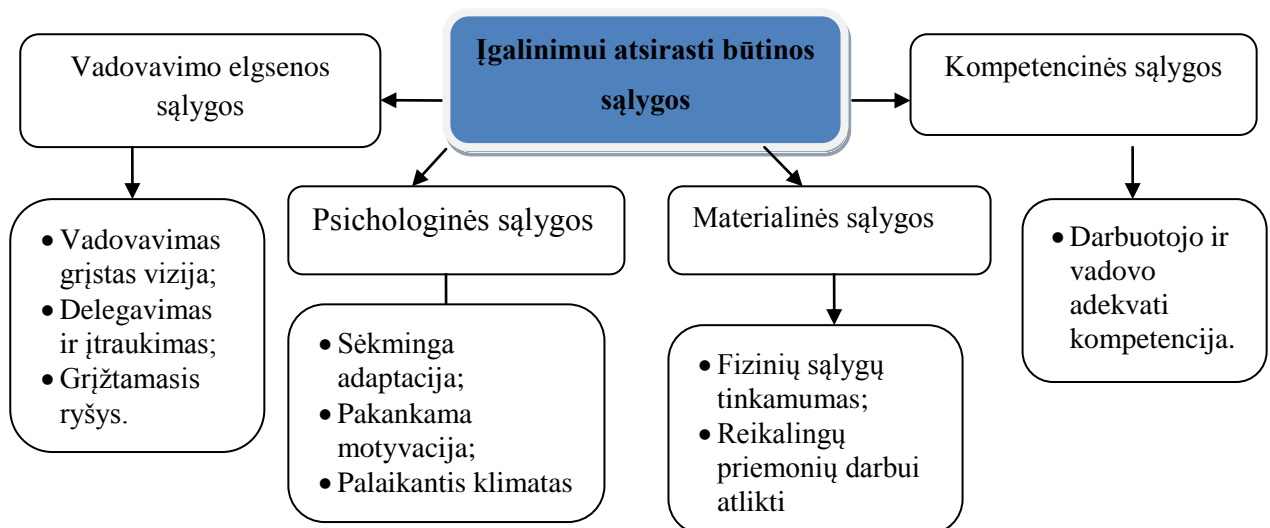 Įgalinimui atsirasti būtinos
sąlygos
Vadovavimo elgsenos
sąlygos
• Vadovavimas
grįstas vizija;
• Delegavimas
ir įtraukimas;
• Grįžtamasis
ryšys.
Psichologinės sąlygos
• Sėkminga
adaptacija;
• Pakankama
motyvacija;
• Palaikantis klimatas
Materialinės sąlygos
• Fizinių sąlygų
tinkamumas;
• Reikalingų
priemonių darbui
atlikti
Kompetencinės sąlygos
• Darbuotojo ir
vadovo
adekvati
kompetencija.